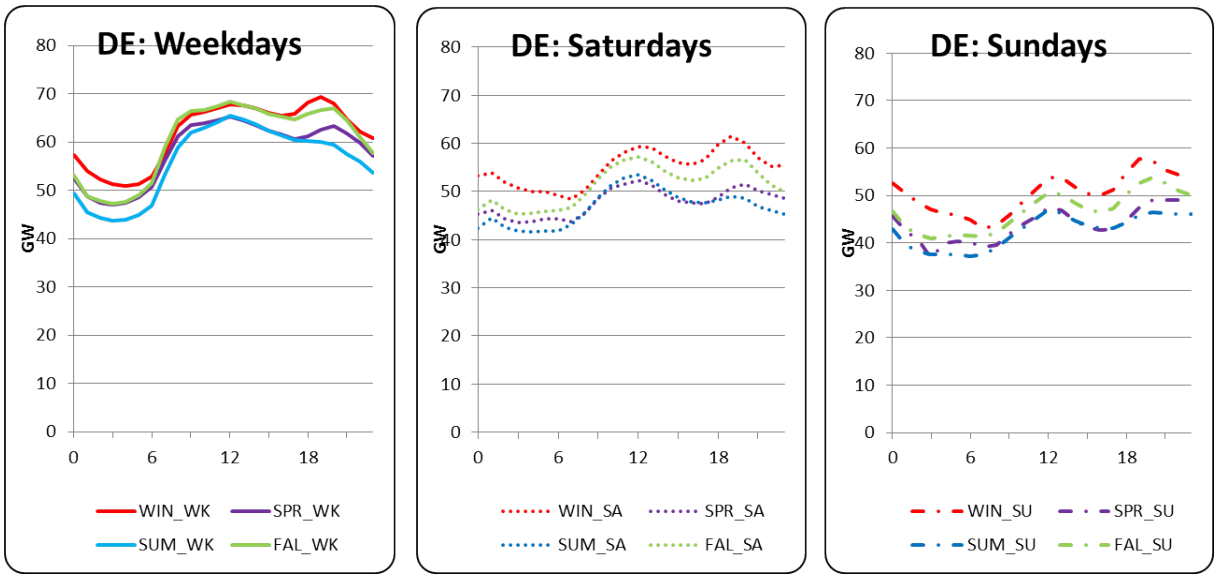 DE: Weekdays
80
70
60
50
40
30
20
10
0
GW
0 6 12 18
WIN_WK SPR_WK
SUM_WK FAL_WK
DE: Saturdays
80
70
60
50
40
30
20
10
0
GW
0 6 12 18
WIN_SA SPR_SA
SUM_SA FAL_SA
DE: Sundays
80
70
60
50
40
30
20
10
0
GW
0 6 12 18
WIN_SU SPR_SU
SUM_SU FAL_SU